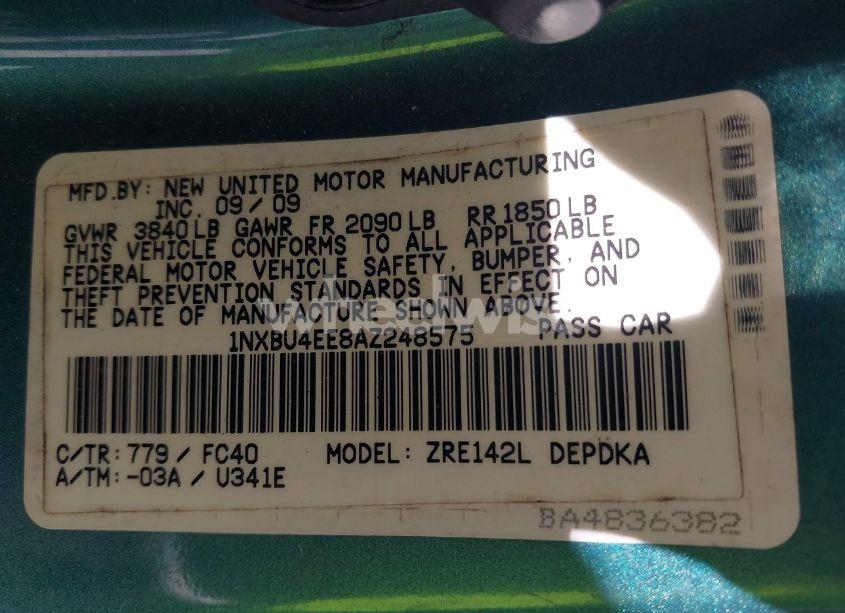 MFD.BY: NEW UNITED MOTOR MANUFACTURING
INC. 09/09
GVWR 3840LB GAWR FR 2090LB RR1850LB
THIS VEHICLE CONFORMS TO ALL APPLICABLE
FEDERAL MOTOR VEHICLE SAFETY, BUMPER, AND
THEFT PREVENTION STANDARDS IN EFFECT ON
THE DATE OF MANUFACTURE SHOWN ABOVE.
1NXBU4EE8AZ248575 PASS CAR
C/TR: 779 / FC40 MODEL: ZRE142L DEPDKA
A/TM: -03A / U341E
BA4836382